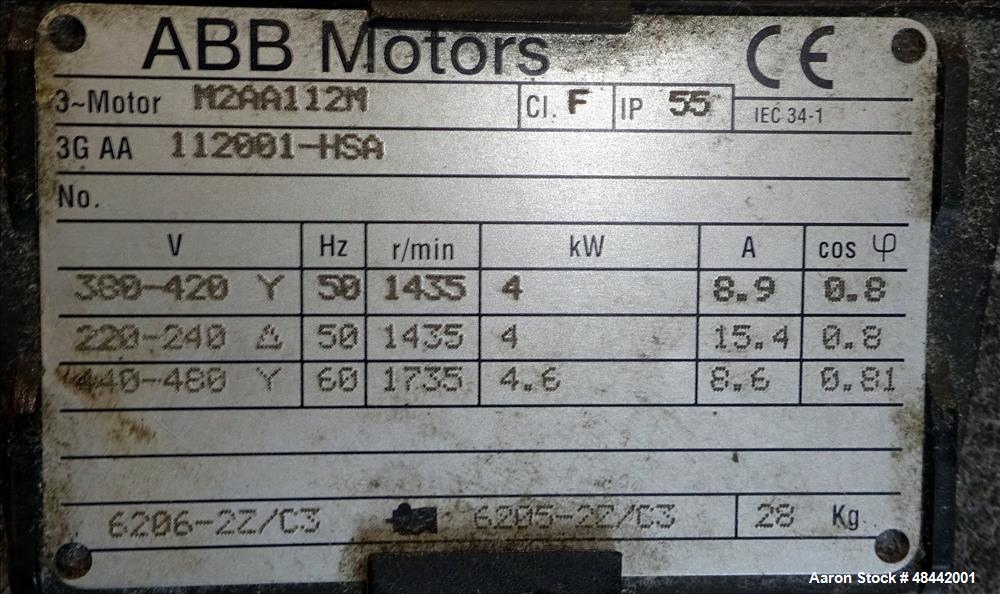 ABB Motors CE
3~Motor M2AA112M Cl. F IP 55 IEC 34-1
3G AA 112001-HSA
No.
V Hz r/min kW A cos φ
380-420 Y 50 1435 4 8.9 0.8
220-240 Δ 50 1435 4 15.4 0.8
440-480 Y 60 1735 4.6 8.6 0.81
6206-2Z/C3 6205-2Z/C3 28 Kg
Aaron Stock # 48442001